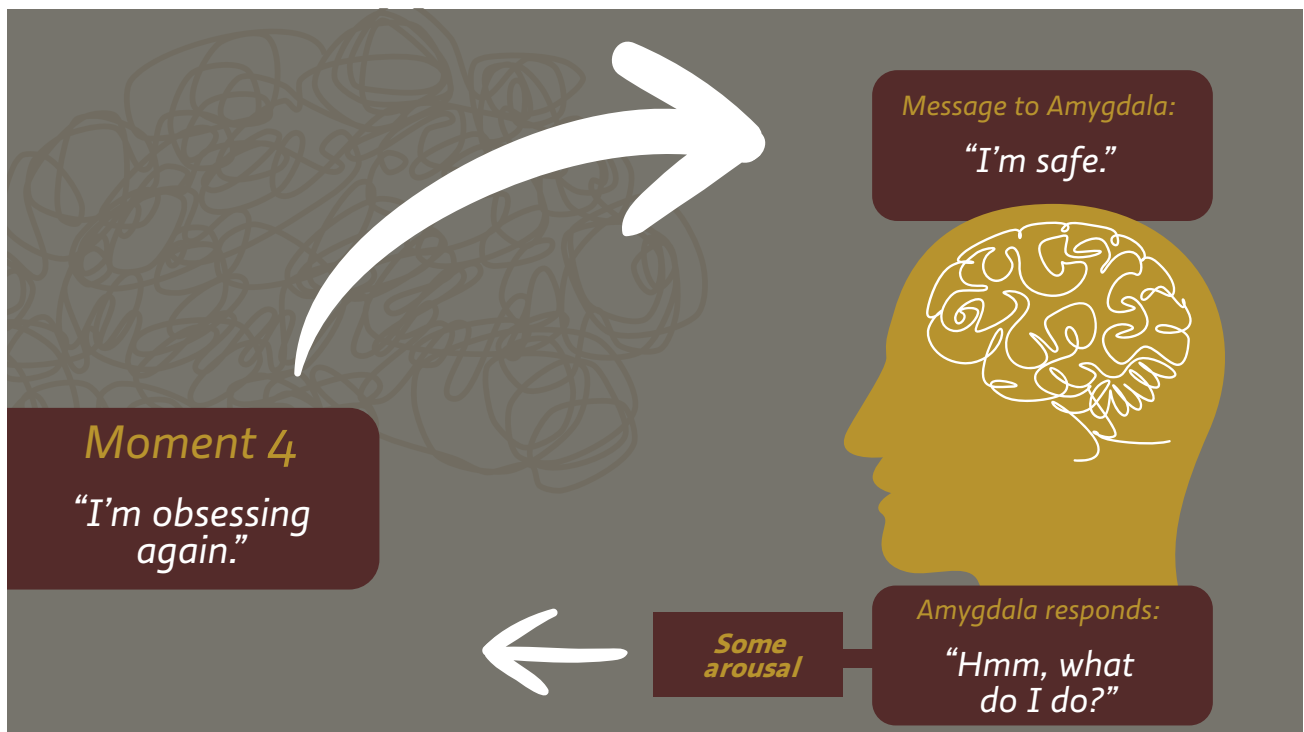 Message to Amygdala:
“I’m safe.”
Moment 4
“I’m obsessing
again.”
Amygdala responds:
“Hmm, what
do I do?”
Some
arousal